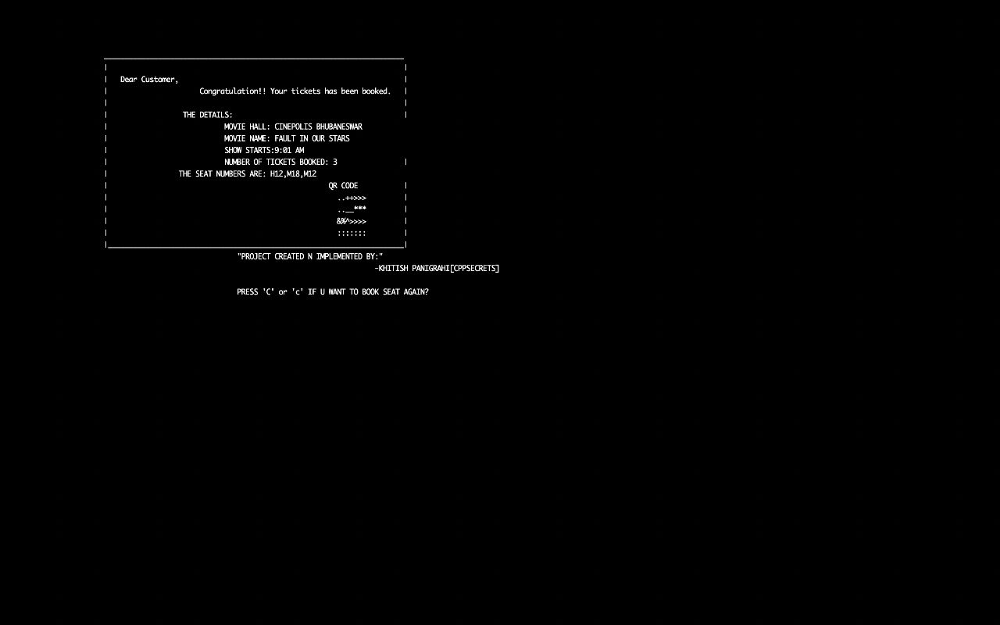 Dear Customer,
Congratulation!! Your tickets has been booked.
THE DETAILS:
MOVIE HALL: CINEPOLIS BHUBANESWAR
MOVIE NAME: FAULT IN OUR STARS
SHOW STARTS:9:01 AM
NUMBER OF TICKETS BOOKED: 3
THE SEAT NUMBERS ARE: H12,M18,M12
QR CODE
..++>>>
..__***
&%^>>>>
:::::::
"PROJECT CREATED N IMPLEMENTED BY:"
-KHITISH PANIGRAHI[CPPSECRETS]
PRESS 'C' or 'c' IF U WANT TO BOOK SEAT AGAIN?